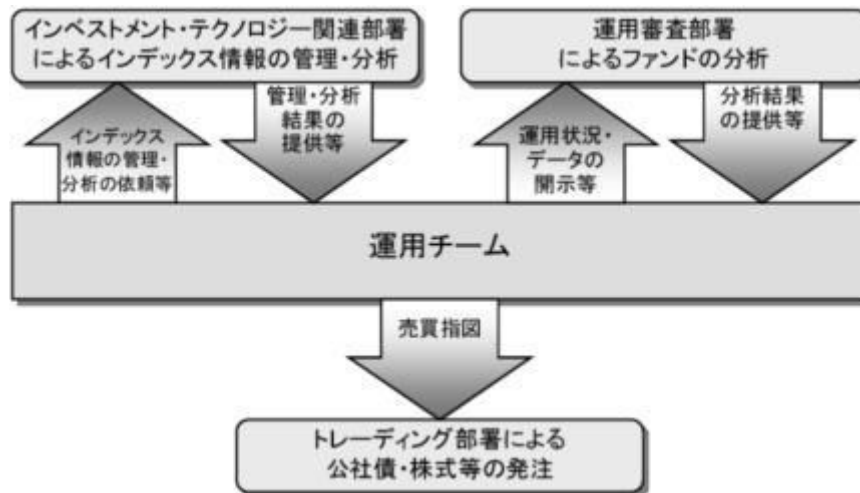 インベストメント・テクノロジー関連部署
によるインデックス情報の管理・分析
運用審査部署
によるファンドの分析
インデックス
情報の管理・
分析の依頼等
管理・分析
結果の
提供等
運用状況・
データの
開示等
分析結果
の提供等
運用チーム
売買指図
トレーディング部署による
公社債・株式等の発注